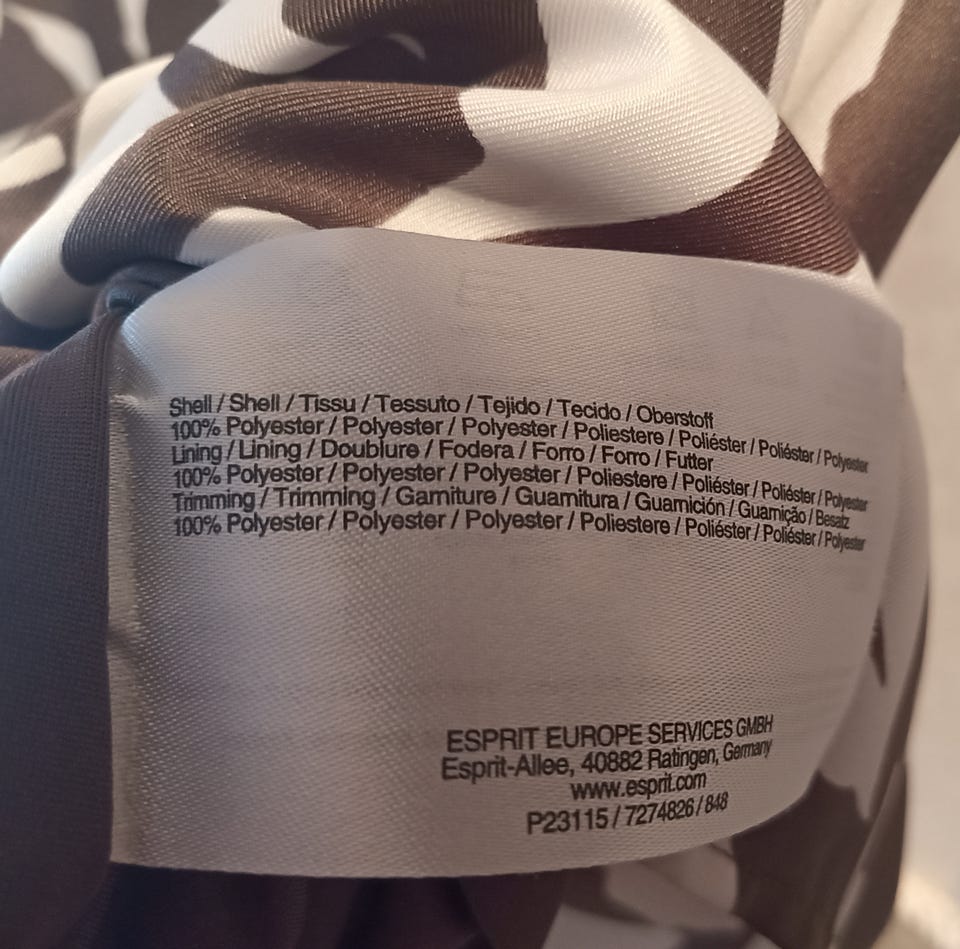 Shell / Shell / Tissu / Tessuto / Tejido / Tecido / Oberstoff
100% Polyester / Polyester / Polyester / Poliestere / Poliéster / Poliéster / Polyester
Lining / Lining / Doublure / Fodera / Forro / Forro / Futter
100% Polyester / Polyester / Polyester / Poliestere / Poliéster / Poliéster / Polyester
Trimming / Trimming / Garniture / Guarnitura / Guarnición / Guarnição / Besatz
100% Polyester / Polyester / Polyester / Poliestere / Poliéster / Poliéster / Polyester
ESPRIT EUROPE SERVICES GMBH
Esprit-Allee, 40882 Ratingen, Germany
www.esprit.com
P23115 / 7274826 / 848